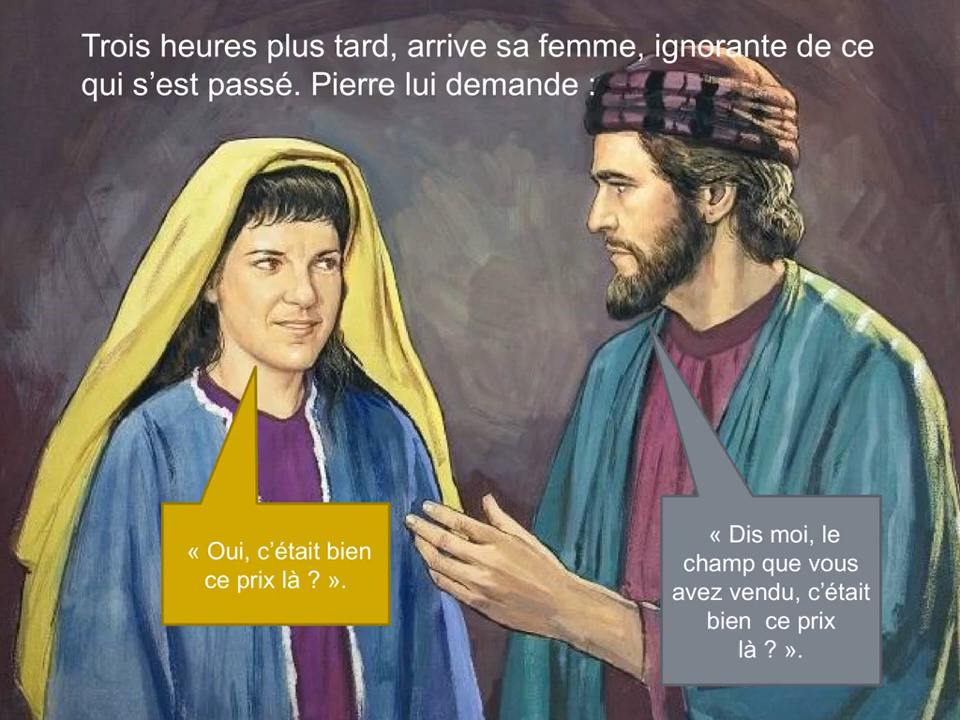 Trois heures plus tard, arrive sa femme, ignorante de ce
qui s’est passé. Pierre lui demande :
« Oui, c’était bien
ce prix là ? ».
« Dis moi, le
champ que vous
avez vendu, c’était
bien  ce prix
là ? ».